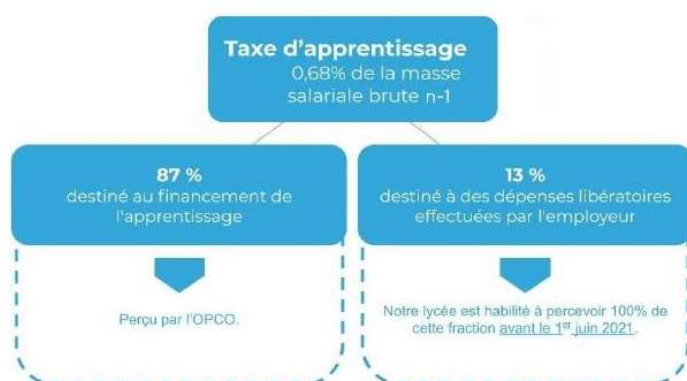 Taxe d'apprentissage
0,68% de la masse
salariale brute n-1
87 %
destiné au financement de
l'apprentissage
13 %
destiné à des dépenses libératoires
effectuées par l'employeur
Perçu par l'OPCO.
Notre lycée est habilité à percevoir 100% de
cette fraction avant le 1er juin 2021.